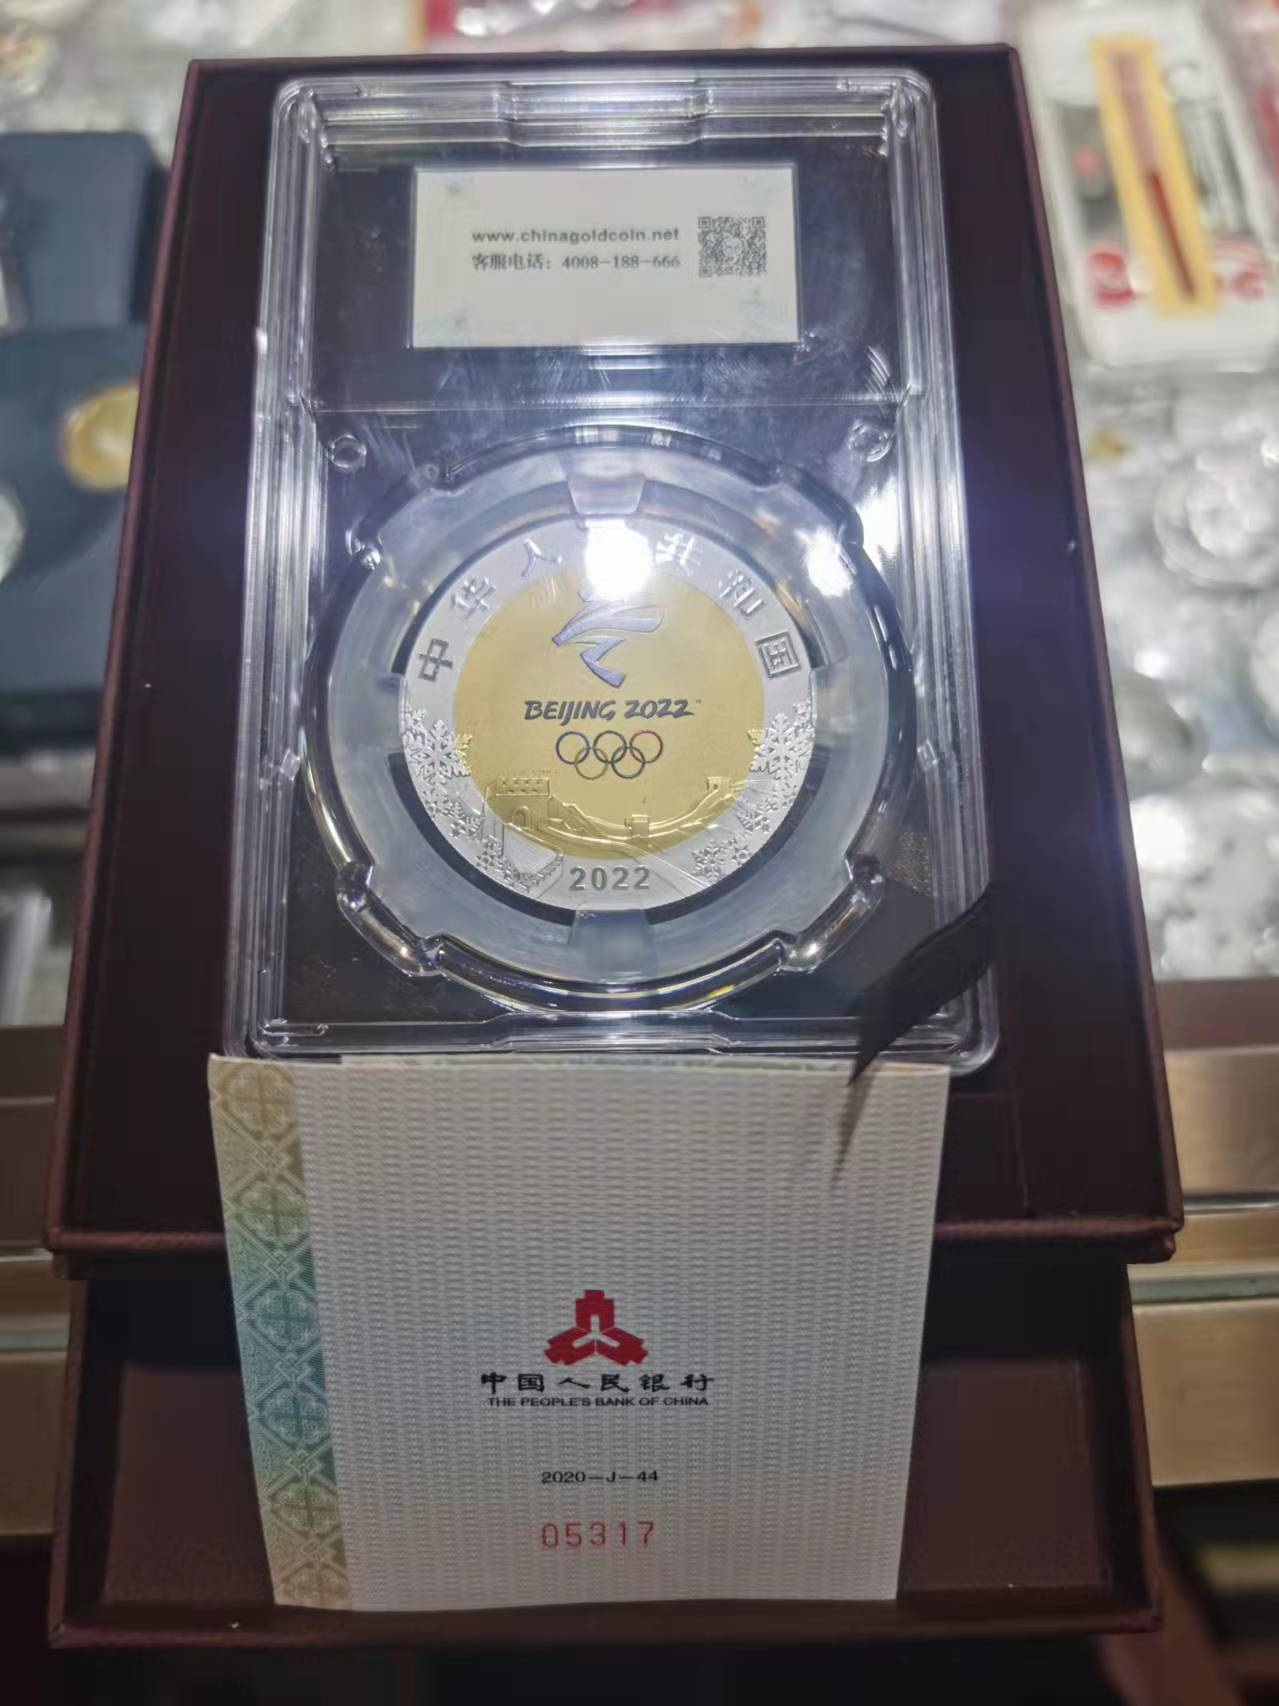 www.chinagoldcoin.net
客服电话：4008-188-666
中华人 共和国
BEIJING 2022™
2022
中国人民银行
THE PEOPLE'S BANK OF CHINA
2020-J-44
05317